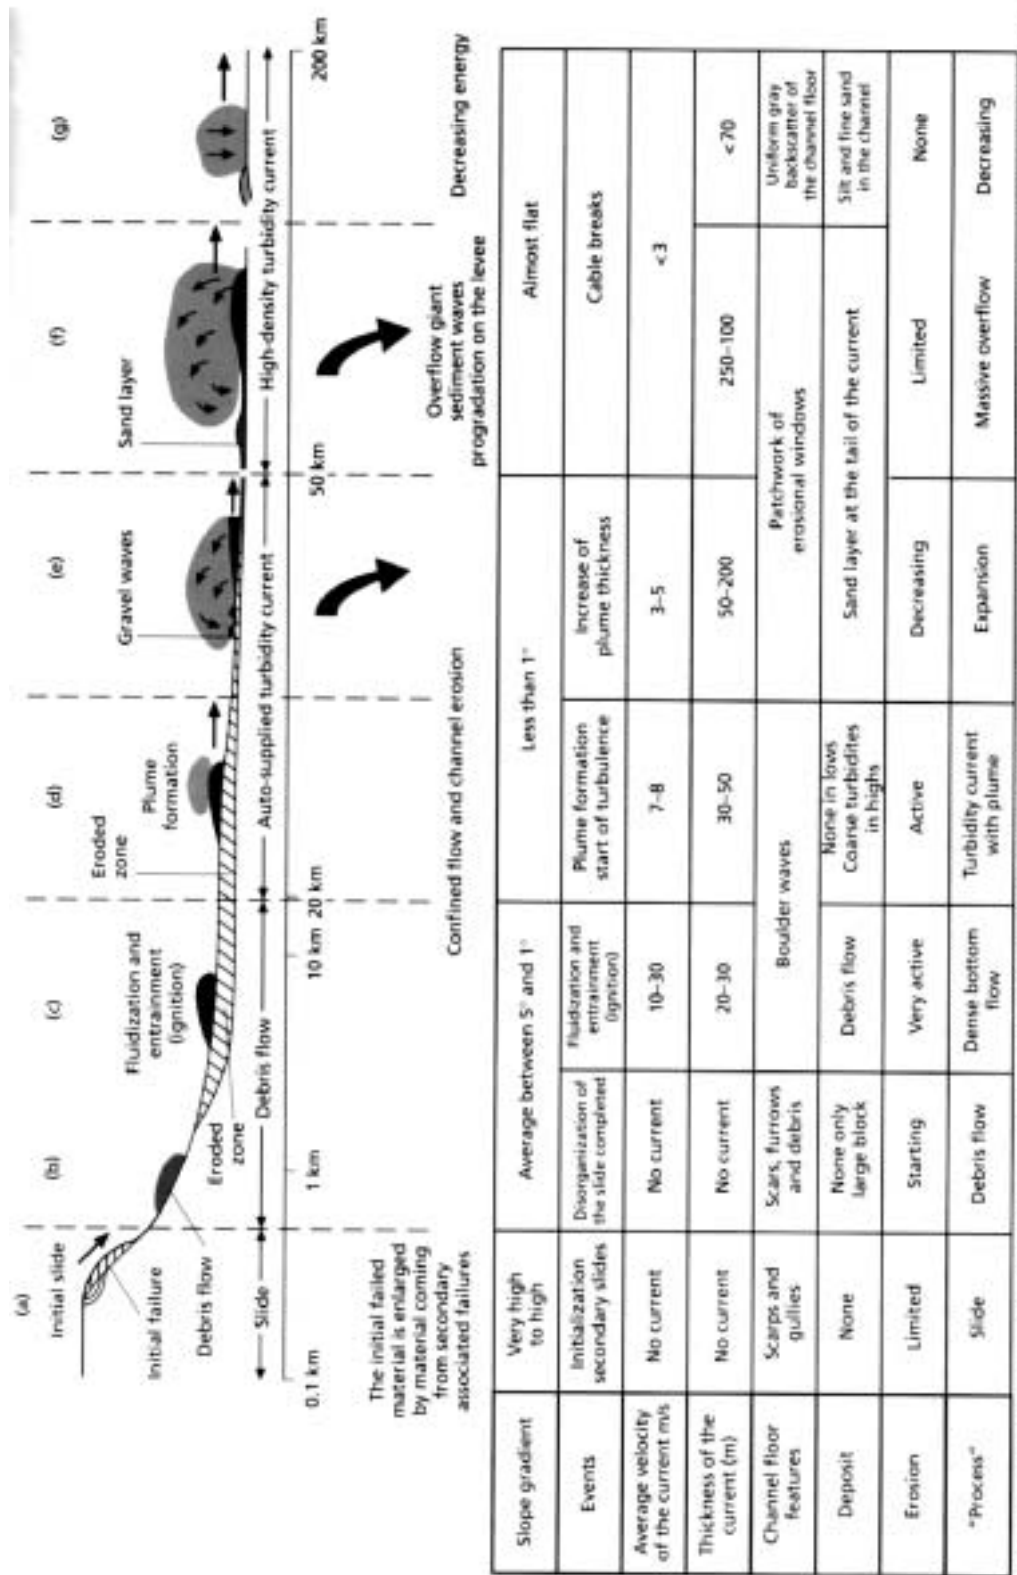 (a)
(b)
(c)
(d)
(e)
(f)
(g)
Initial slide
Initial failure
Debris flow
Eroded
zone
Fluidization and
entrainment
(ignition)
Eroded
zone
Plume
formation
Gravel waves
Sand layer
Slide
Debris flow
Auto-supplied turbidity current
High-density turbidity current
0.1 km
1 km
10 km
20 km
50 km
200 km
The initial failed
material is enlarged
by material coming
from secondary
associated failures
Confined flow and channel erosion
Overflow giant
sediment waves
progradation on the levee
Decreasing energy
Slope gradient
Very high
to high
Average between 5° and 1°
Less than 1°
Almost flat
Events
Initialization
secondary slides
Disorganization of
the slide completed
Fluidization and
entrainment
(ignition)
Plume formation
start of turbulence
Increase of
plume thickness
Cable breaks
Average velocity
of the current m/s
No current
No current
10–30
7–8
3–5
<3
Thickness of the
current (m)
No current
No current
20–30
30–50
50–200
250–100
<70
Channel floor
features
Scarps and
gullies
Scars, furrows
and debris
Boulder waves
Patchwork of
erosional windows
Uniform gray
backscatter of
the channel floor
Deposit
None
None only
large block
Debris flow
None in lows
Coarse turbidites
in highs
Sand layer at the tail of the current
Silt and fine sand
in the channel
Erosion
Limited
Starting
Very active
Active
Decreasing
Limited
None
"Process"
Slide
Debris flow
Dense bottom
flow
Turbidity current
with plume
Expansion
Massive overflow
Decreasing